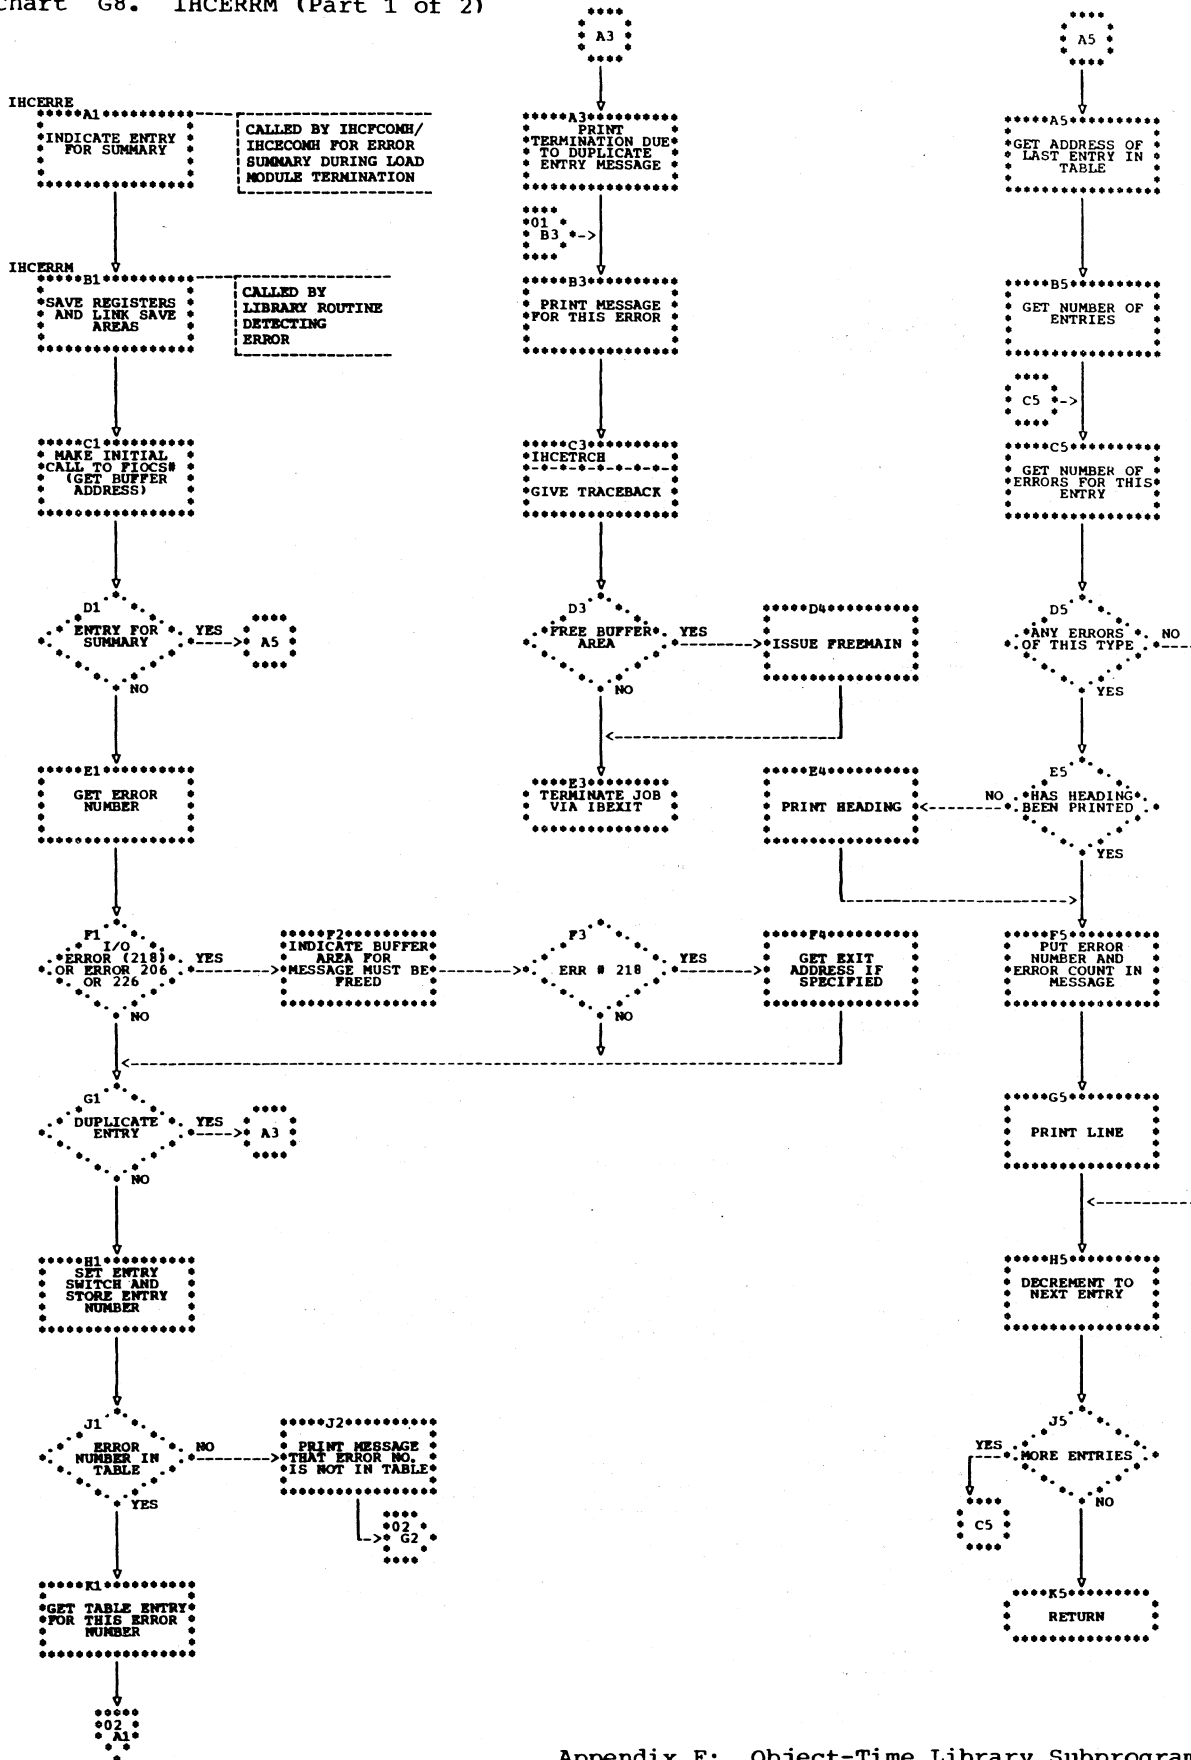 Chart G8. IHCERRM (Part 1 of 2)
IHCERRE
A1
INDICATE ENTRY
FOR SUMMARY
CALLED BY IHCFCOMH/
IHCECOMH FOR ERROR
SUMMARY DURING LOAD
MODULE TERMINATION
IHCERRM
B1
SAVE REGISTERS
AND LINK SAVE
AREAS
CALLED BY
LIBRARY ROUTINE
DETECTING
ERROR
C1
MAKE INITIAL
CALL TO FIOCS#
(GET BUFFER
ADDRESS)
D1
ENTRY FOR
SUMMARY
YES
A5
NO
E1
GET ERROR
NUMBER
F1
I/O
ERROR (218)
OR ERROR 206
OR 226
YES
NO
F2
INDICATE BUFFER
AREA FOR
MESSAGE MUST BE
FREED
F3
ERR # 218
YES
NO
F4
GET EXIT
ADDRESS IF
SPECIFIED
G1
DUPLICATE
ENTRY
YES
A3
NO
H1
SET ENTRY
SWITCH AND
STORE ENTRY
NUMBER
J1
ERROR
NUMBER IN
TABLE
NO
YES
J2
PRINT MESSAGE
THAT ERROR NO.
IS NOT IN TABLE
02
G2
K1
GET TABLE ENTRY
FOR THIS ERROR
NUMBER
02
A1
A3
A3
PRINT
TERMINATION DUE
TO DUPLICATE
ENTRY MESSAGE
01
B3
B3
PRINT MESSAGE
FOR THIS ERROR
C3
IHCETRCH
GIVE TRACEBACK
D3
FREE BUFFER
AREA
YES
NO
D4
ISSUE FREEMAIN
E3
TERMINATE JOB
VIA IBEXIT
A5
A5
GET ADDRESS OF
LAST ENTRY IN
TABLE
B5
GET NUMBER OF
ENTRIES
C5
C5
GET NUMBER OF
ERRORS FOR THIS
ENTRY
D5
ANY ERRORS
OF THIS TYPE
NO
YES
E5
HAS HEADING
BEEN PRINTED
NO
YES
E4
PRINT HEADING
F5
PUT ERROR
NUMBER AND
ERROR COUNT IN
MESSAGE
G5
PRINT LINE
H5
DECREMENT TO
NEXT ENTRY
J5
MORE ENTRIES
YES
C5
NO
K5
RETURN
Appendix F: Object-Time Library Subprogram